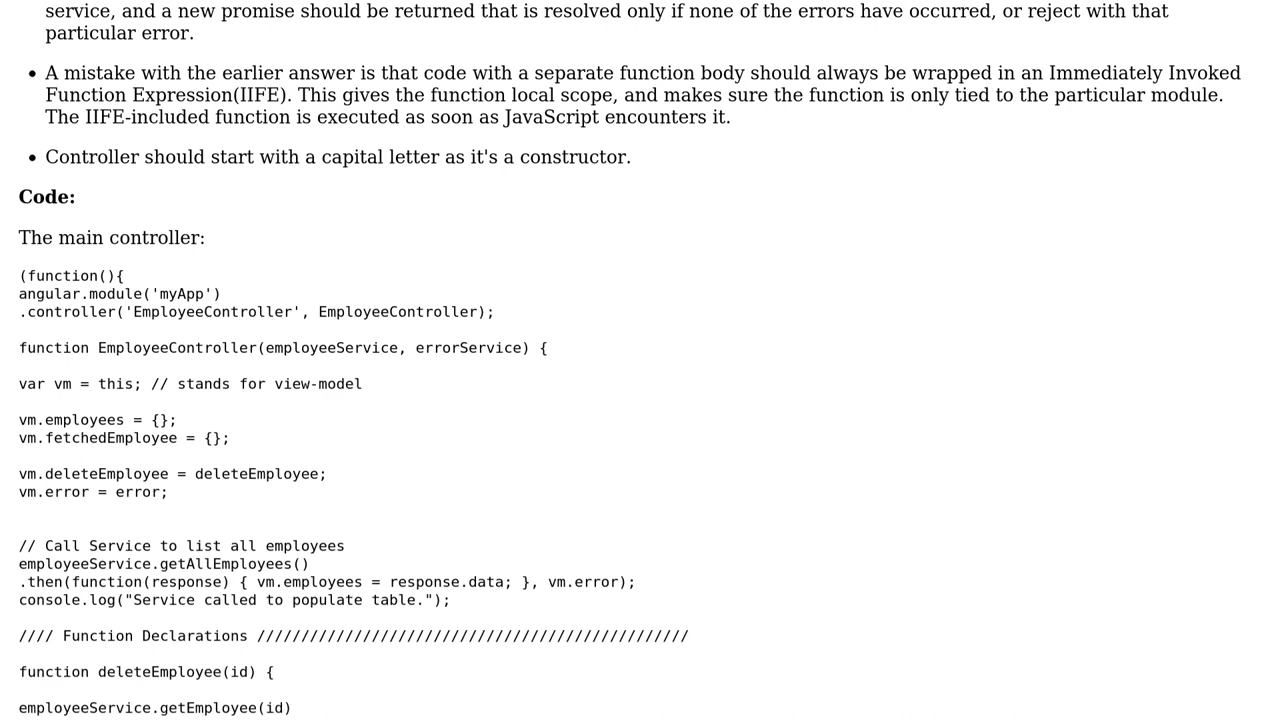 service, and a new promise should be returned that is resolved only if none of the errors have occurred, or reject with that
particular error.
• A mistake with the earlier answer is that code with a separate function body should always be wrapped in an Immediately Invoked
Function Expression(IIFE). This gives the function local scope, and makes sure the function is only tied to the particular module.
The IIFE-included function is executed as soon as JavaScript encounters it.
• Controller should start with a capital letter as it's a constructor.
Code:
The main controller:
(function(){
angular.module('myApp')
.controller('EmployeeController', EmployeeController);
function EmployeeController(employeeService, errorService) {
var vm = this; // stands for view-model
vm.employees = {};
vm.fetchedEmployee = {};
vm.deleteEmployee = deleteEmployee;
vm.error = error;
// Call Service to list all employees
employeeService.getAllEmployees()
.then(function(response) { vm.employees = response.data; }, vm.error);
console.log("Service called to populate table.");
//// Function Declarations /////////////////////////////////////////////////
function deleteEmployee(id) {
employeeService.getEmployee(id)